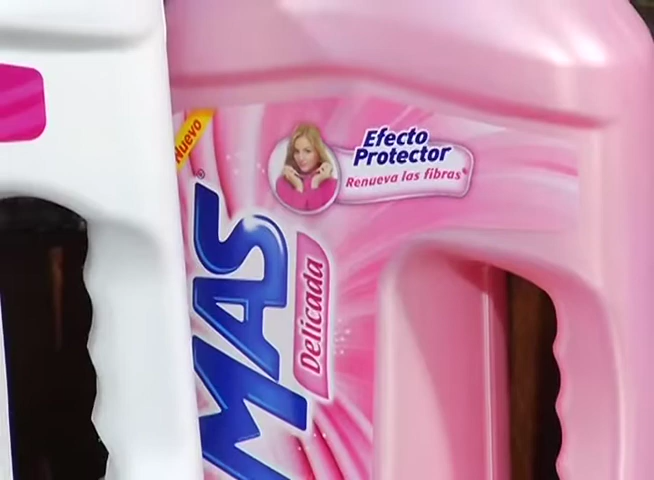 Nuevo
Efecto
Protector
Renueva las fibras*
MAS®
Delicada